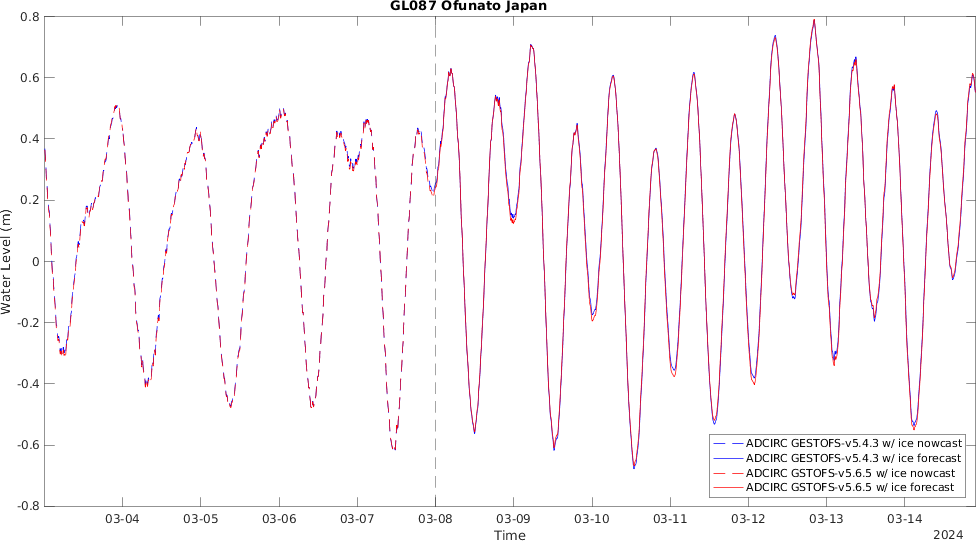 GL087 Ofunato Japan
Water Level (m)
0.8
0.6
0.4
0.2
0
-0.2
-0.4
-0.6
-0.8
ADCIRC GESTOFS-v5.4.3 w/ ice nowcast
ADCIRC GESTOFS-v5.4.3 w/ ice forecast
ADCIRC GSTOFS-v5.6.5 w/ ice nowcast
ADCIRC GSTOFS-v5.6.5 w/ ice forecast
03-04 03-05 03-06 03-07 03-08 03-09 03-10 03-11 03-12 03-13 03-14
Time
2024